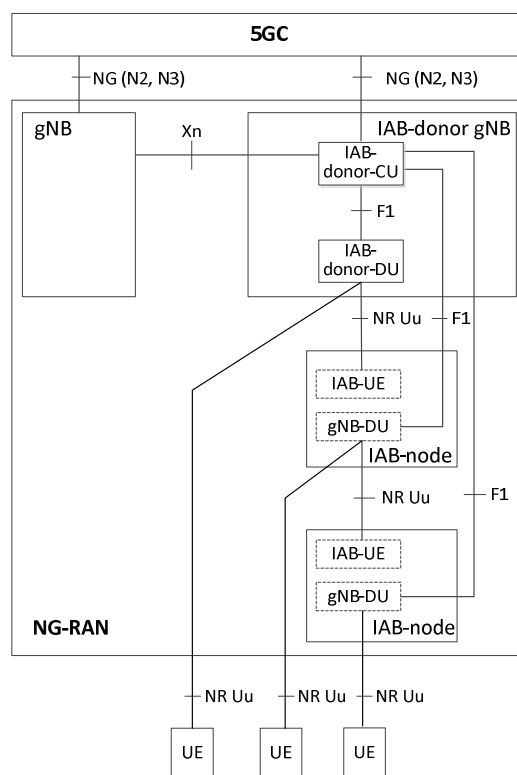 5GC
NG (N2, N3)
NG (N2, N3)
gNB
IAB-donor gNB
Xn
IAB-
donor-CU
F1
IAB-
donor-DU
NR Uu
F1
IAB-UE
gNB-DU
IAB-node
NR Uu
F1
IAB-UE
gNB-DU
IAB-node
NG-RAN
NR Uu
NR Uu
NR Uu
UE
UE
UE